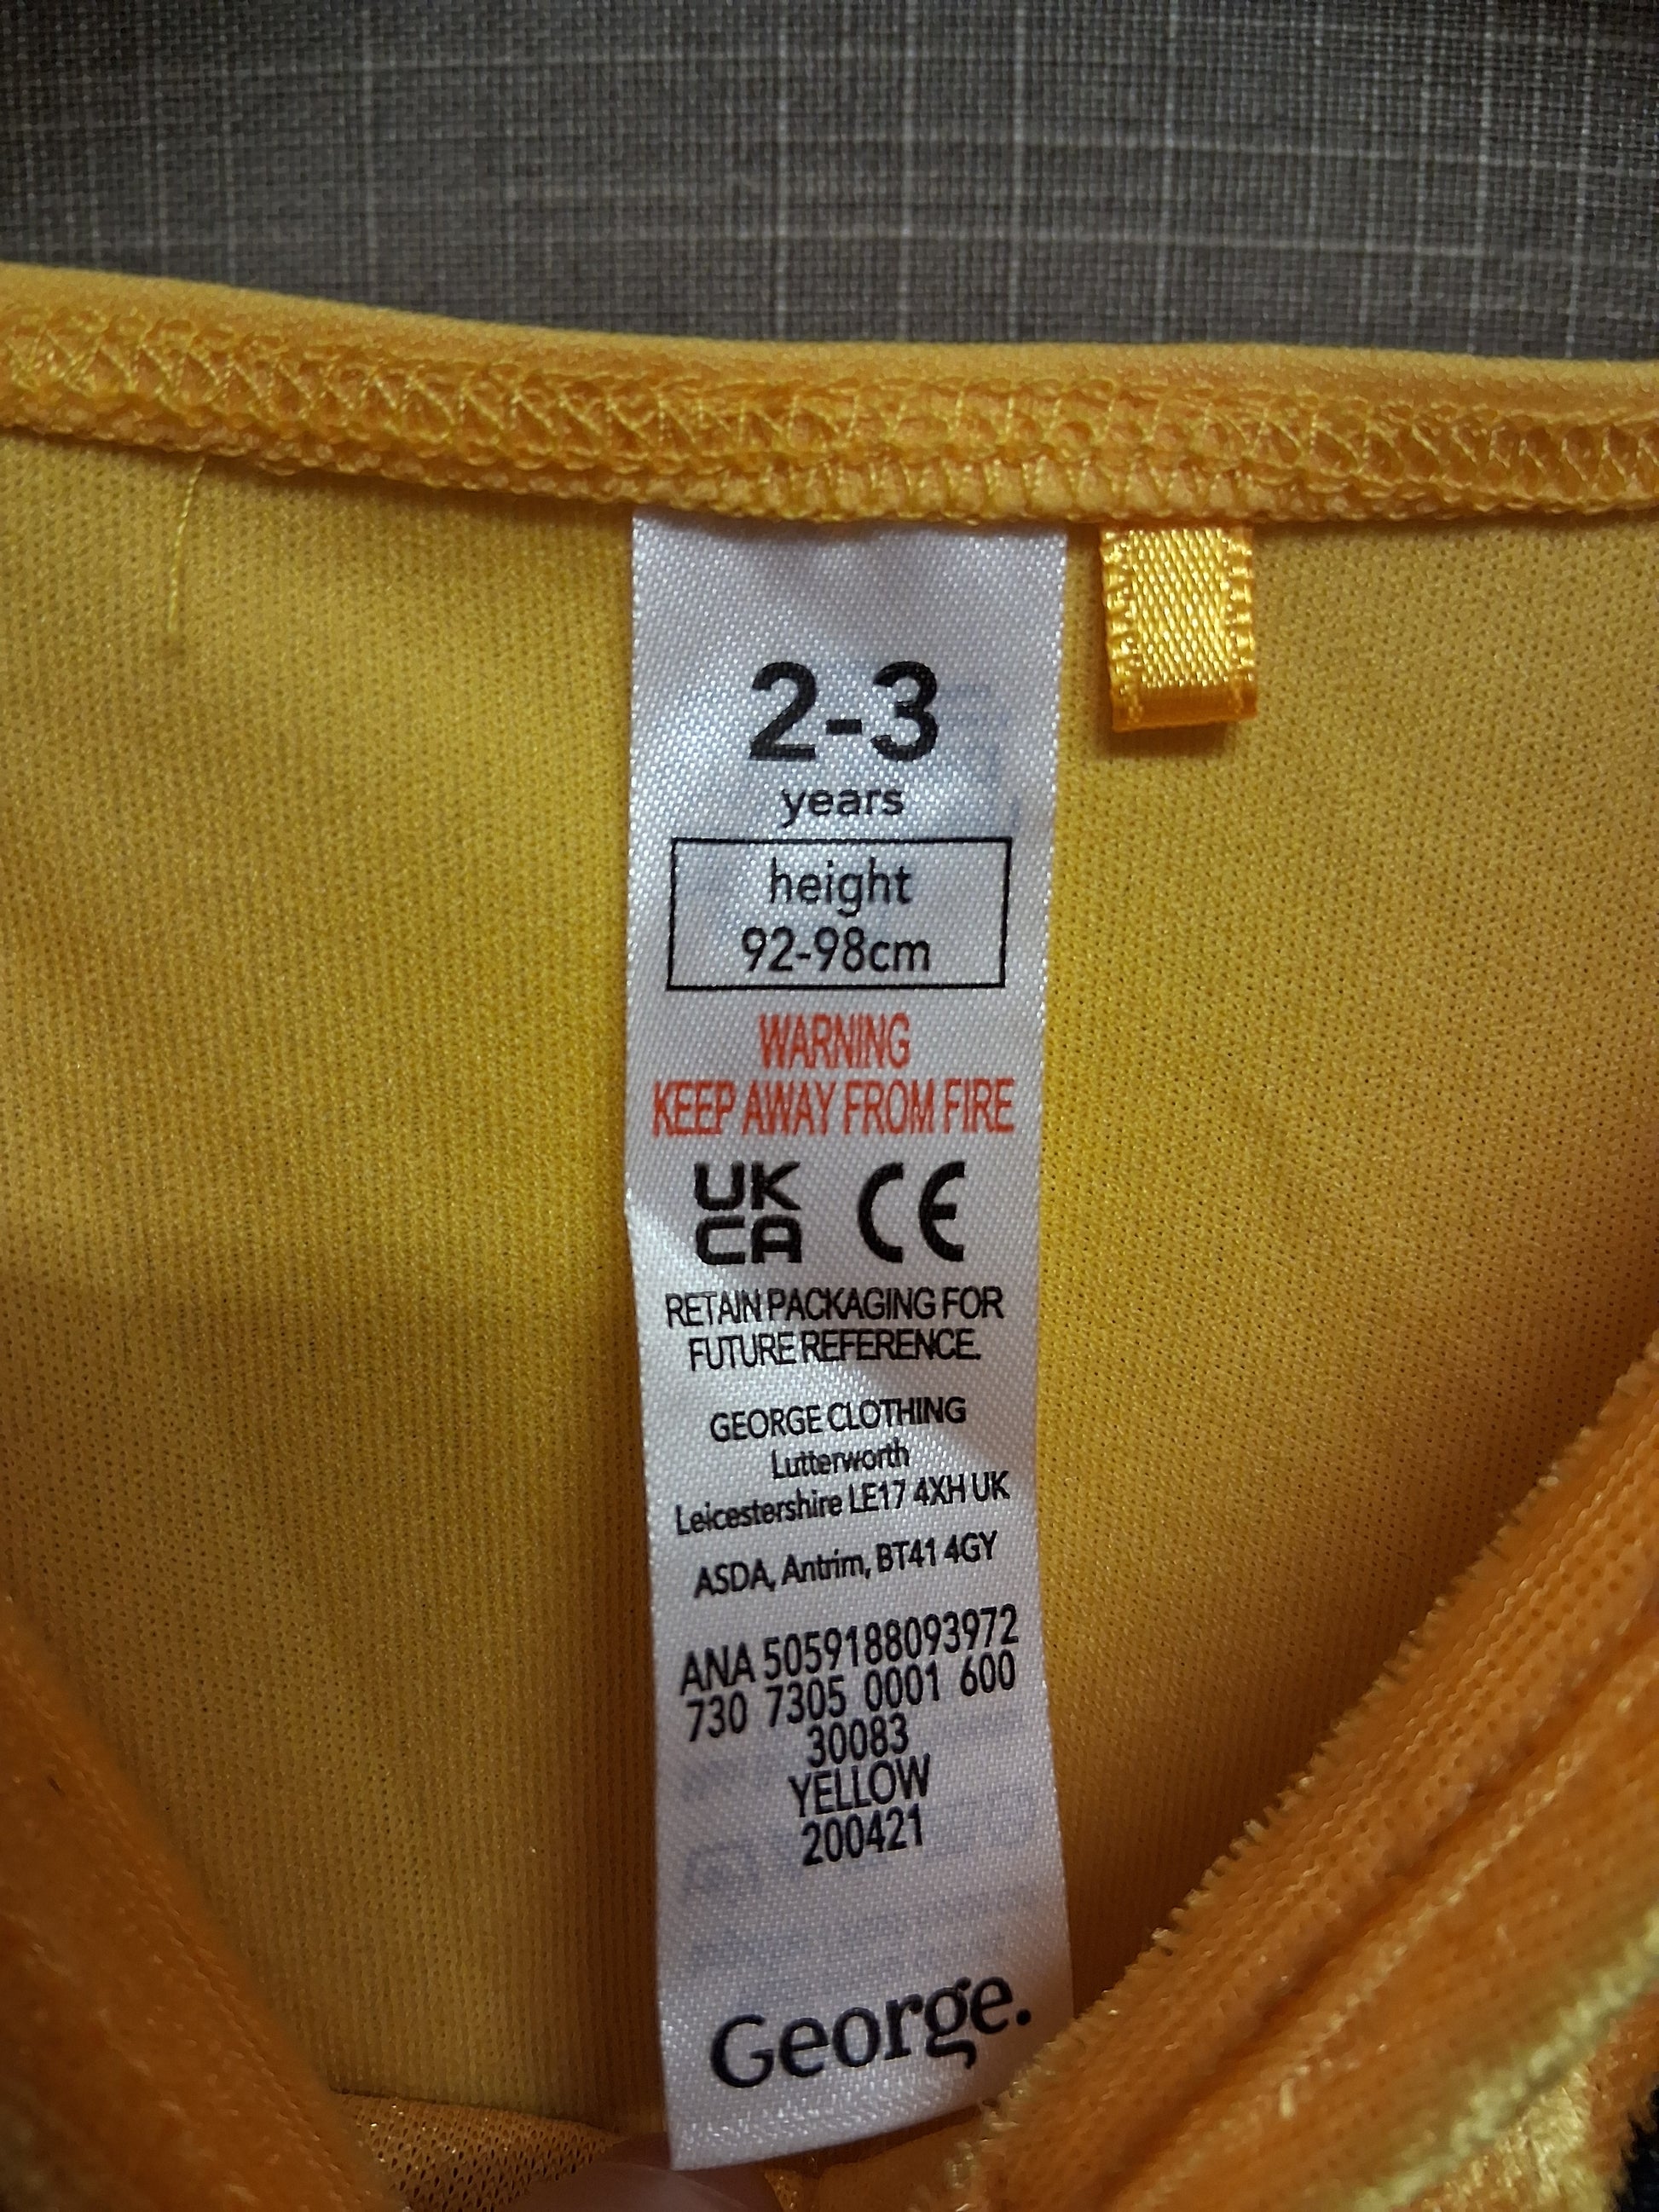 2-3
years
height
92-98cm
WARNING
KEEP AWAY FROM FIRE
UK
CA
CE
RETAIN PACKAGING FOR
FUTURE REFERENCE.
GEORGE CLOTHING
Lutterworth
Leicestershire LE17 4XH UK
ASDA, Antrim, BT41 4GY
ANA 5059188093972
730 7305 0001 600
30083
YELLOW
200421
George.